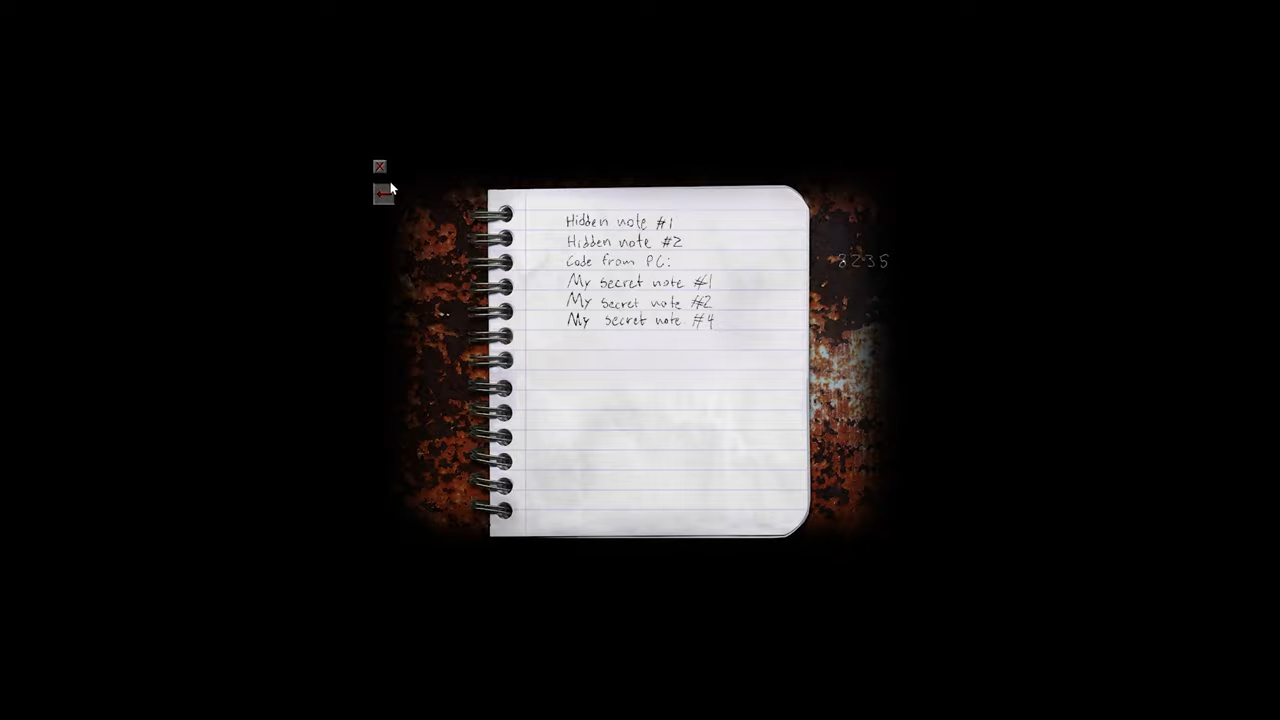 Hidden note #1
Hidden note #2
Code from PC:
My secret note #1
My secret note #2
My secret note #4
8235